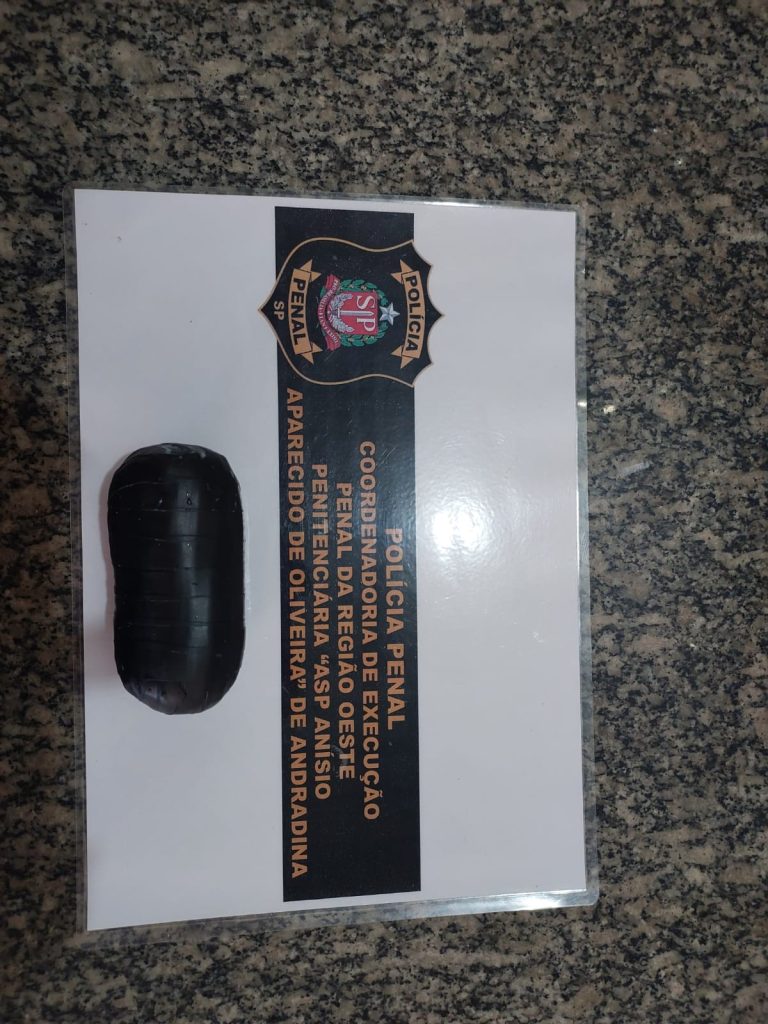 POLÍCIA
SP
PENAL
SP
POLÍCIA PENAL
COORDENADORIA DE EXECUÇÃO
PENAL DA REGIÃO OESTE
PENITENCIÁRIA “ASP ANÍSIO
APARECIDO DE OLIVEIRA” DE ANDRADINA